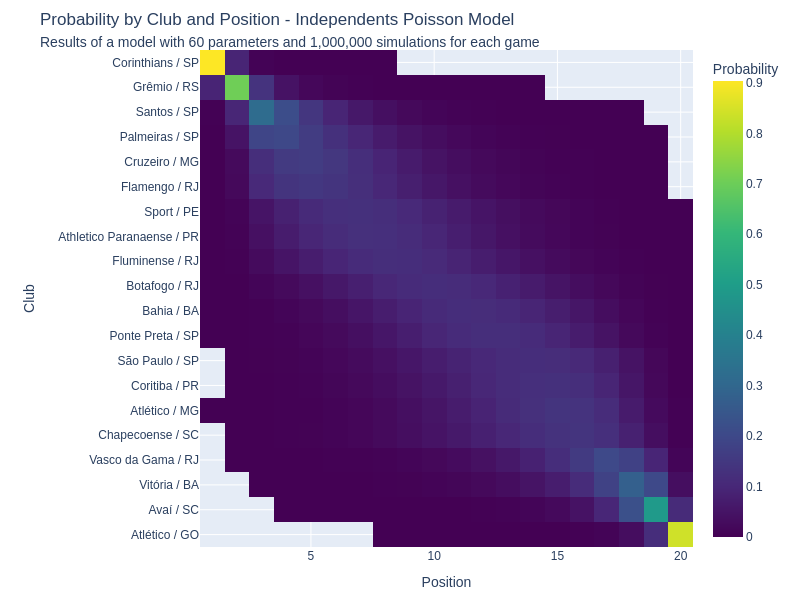 Probability by Club and Position - Independents Poisson Model
Results of a model with 60 parameters and 1,000,000 simulations for each game
Probability
Club
Corinthians / SP
Grêmio / RS
Santos / SP
Palmeiras / SP
Cruzeiro / MG
Flamengo / RJ
Sport / PE
Athletico Paranaense / PR
Fluminense / RJ
Botafogo / RJ
Bahia / BA
Ponte Preta / SP
São Paulo / SP
Coritiba / PR
Atlético / MG
Chapecoense / SC
Vasco da Gama / RJ
Vitória / BA
Avaí / SC
Atlético / GO
0.9
0.8
0.7
0.6
0.5
0.4
0.3
0.2
0.1
0
5
10
15
20
Position